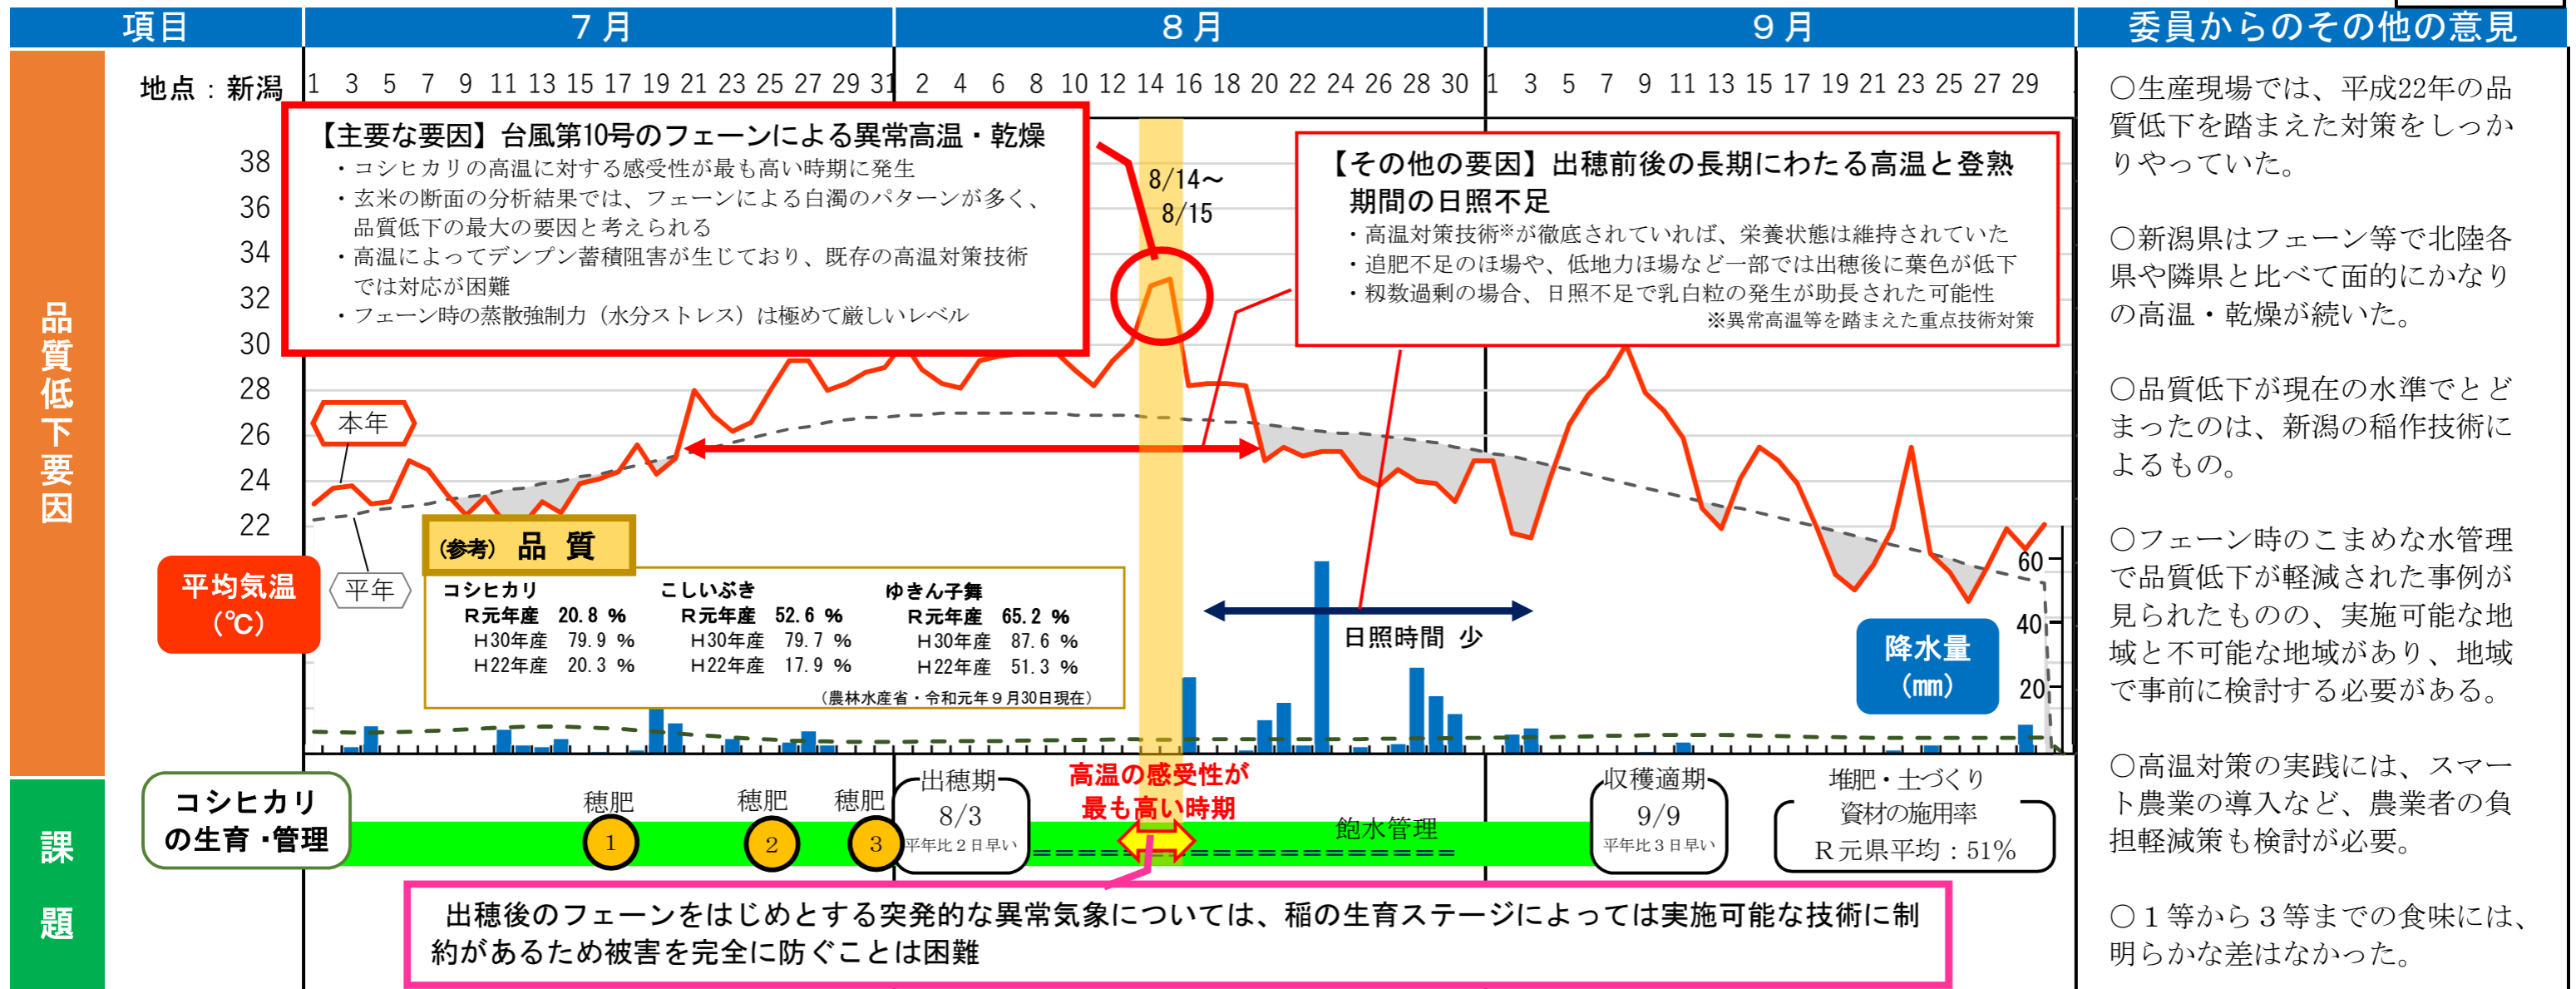 項目
7月
8月
9月
委員からのその他の意見
地点：新潟
1 3 5 7 9 11 13 15 17 19 21 23 25 27 29 31 2 4 6 8 10 12 14 16 18 20 22 24 26 28 30 1 3 5 7 9 11 13 15 17 19 21 23 25 27 29
品質低下要因
38
36
34
32
30
28
26
24
22
【主要な要因】台風第10号のフェーンによる異常高温・乾燥
・コシヒカリの高温に対する感受性が最も高い時期に発生
・玄米の断面の分析結果では、フェーンによる白濁のパターンが多く、
品質低下の最大の要因と考えられる
・高温によってデンプン蓄積阻害が生じており、既存の高温対策技術
では対応が困難
・フェーン時の蒸散強制力（水分ストレス）は極めて厳しいレベル
8/14～
8/15
【その他の要因】出穂前後の長期にわたる高温と登熟
期間の日照不足
・高温対策技術※が徹底されていれば、栄養状態は維持されていた
・追肥不足のほ場や、低地力ほ場など一部では出穂後に葉色が低下
・籾数過剰の場合、日照不足で乳白粒の発生が助長された可能性
※異常高温等を踏まえた重点技術対策
本年
平年
平均気温
（℃）
（参考）品 質
コシヒカリ
R元年産 20.8 %
H30年産 79.9 %
H22年産 20.3 %
こしいぶき
R元年産 52.6 %
H30年産 79.7 %
H22年産 17.9 %
ゆきん子舞
R元年産 65.2 %
H30年産 87.6 %
H22年産 51.3 %
（農林水産省・令和元年９月30日現在）
日照時間 少
降水量
（㎜）
60
40
20
課題
コシヒカリ
の生育・管理
穂肥
1
穂肥
2
穂肥
3
出穂期
8/3
平年比２日早い
高温の感受性が
最も高い時期
飽水管理
収穫適期
9/9
平年比３日早い
堆肥・土づくり
資材の施用率
Ｒ元県平均：51％
出穂後のフェーンをはじめとする突発的な異常気象については、稲の生育ステージによっては実施可能な技術に制
約があるため被害を完全に防ぐことは困難
〇生産現場では、平成22年の品
質低下を踏まえた対策をしっか
りやっていた。
〇新潟県はフェーン等で北陸各
県や隣県と比べて面的にかなり
の高温・乾燥が続いた。
〇品質低下が現在の水準でとど
まったのは、新潟の稲作技術に
よるもの。
〇フェーン時のこまめな水管理
で品質低下が軽減された事例が
見られたものの、実施可能な地
域と不可能な地域があり、地域
で事前に検討する必要がある。
〇高温対策の実践には、スマー
ト農業の導入など、農業者の負
担軽減策も検討が必要。
〇１等から３等までの食味には、
明らかな差はなかった。